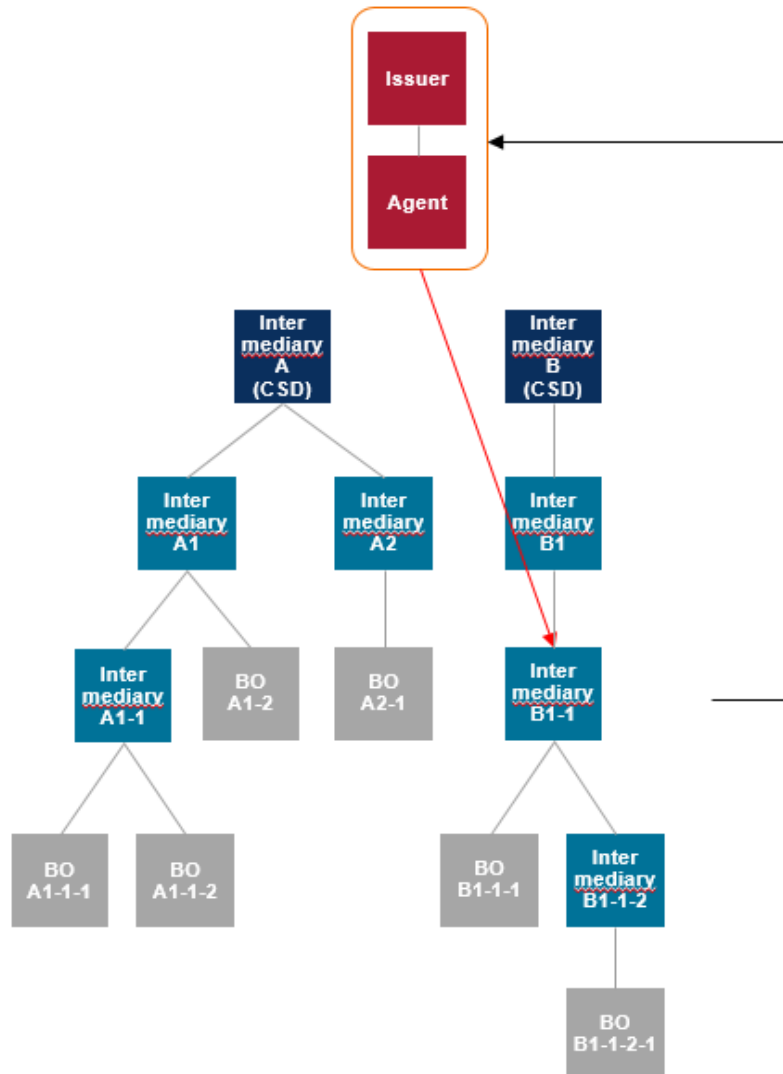 Issuer
Agent
Inter
mediary
A
(CSD)
Inter
mediary
B
(CSD)
Inter
mediary
A1
Inter
mediary
A2
Inter
mediary
B1
Inter
mediary
A1-1
BO
A1-2
BO
A2-1
Inter
mediary
B1-1
BO
A1-1-1
BO
A1-1-2
BO
B1-1-1
Inter
mediary
B1-1-2
BO
B1-1-2-1